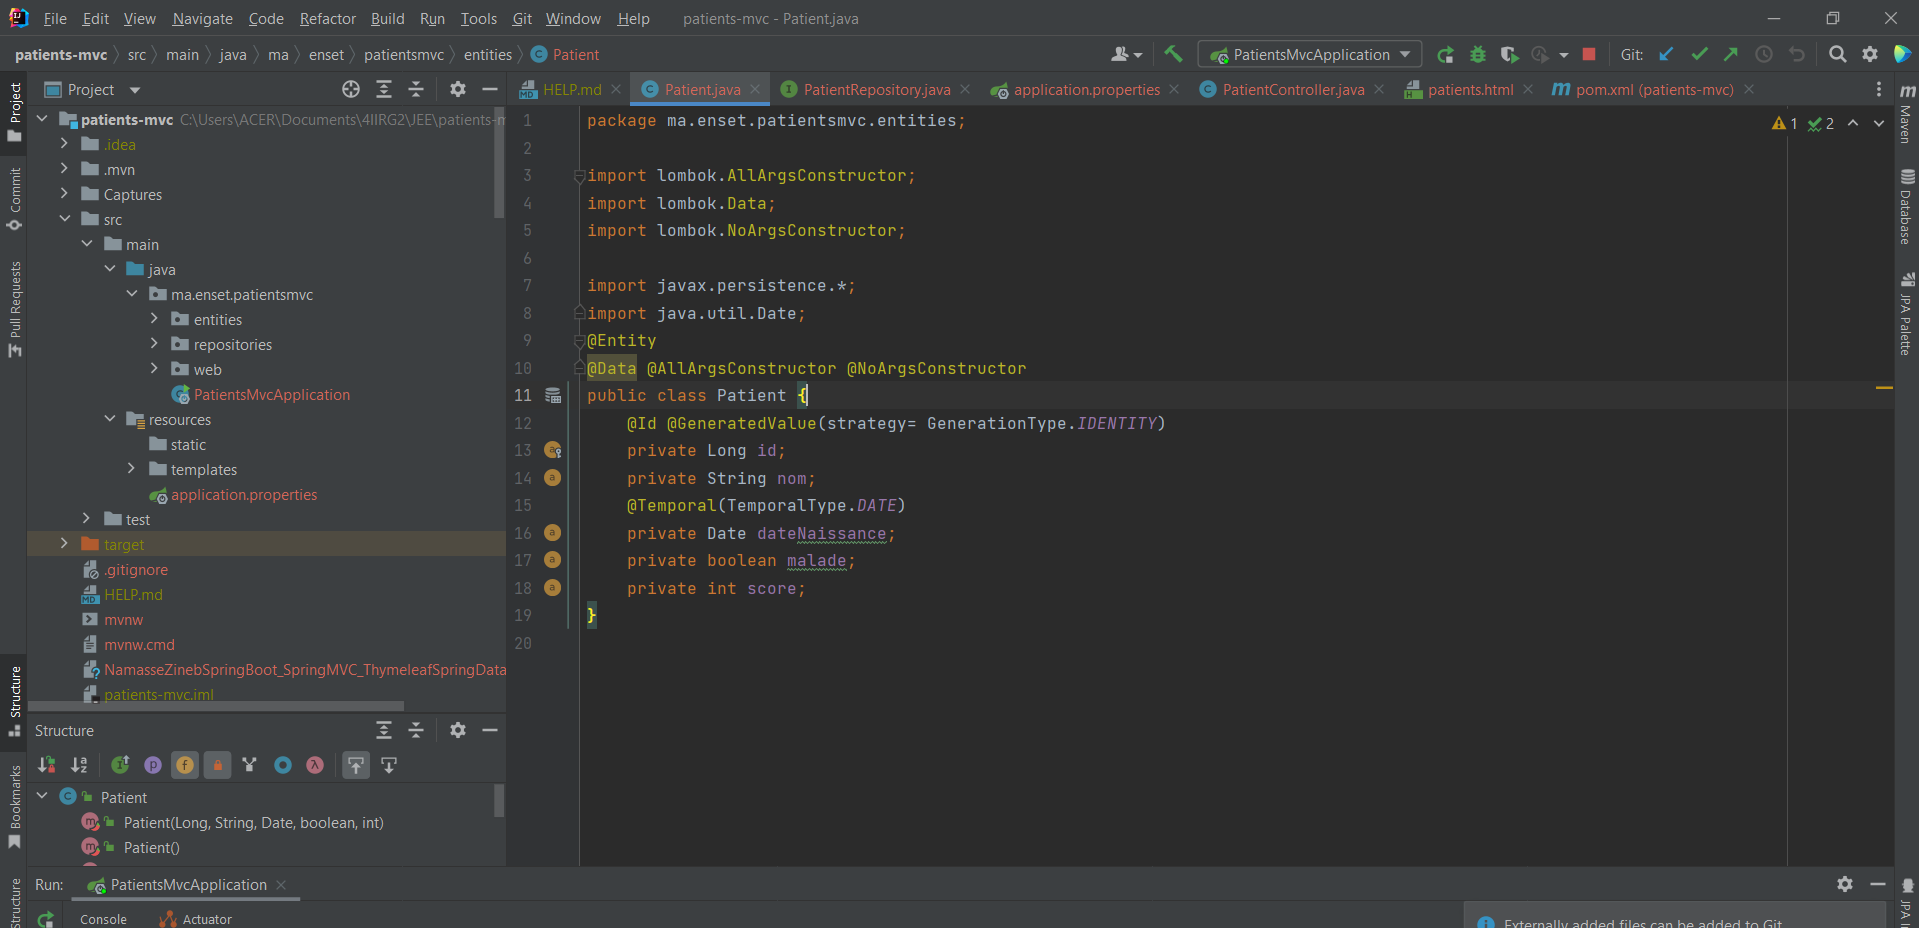 File Edit View Navigate Code Refactor Build Run Tools Git Window Help patients-mvc - Patient.java
patients-mvc src main java ma enset patientsmvc entities Patient PatientsMvcApplication Git:
Project HELP.md Patient.java PatientRepository.java application.properties PatientController.java patients.html pom.xml (patients-mvc)
Project
Commit
Pull Requests
Structure
Bookmarks
Structure
patients-mvc C:\Users\ACER\Documents\4IIRG2\JEE\patients-m
.idea
.mvn
Captures
src
main
java
ma.enset.patientsmvc
entities
repositories
web
PatientsMvcApplication
resources
static
templates
application.properties
test
target
.gitignore
HELP.md
mvnw
mvnw.cmd
NamasseZinebSpringBoot_SpringMVC_ThymeleafSpringData
patients-mvc.iml
Structure
Patient
Patient(Long, String, Date, boolean, int)
Patient()
1 package ma.enset.patientsmvc.entities;
2
3 import lombok.AllArgsConstructor;
4 import lombok.Data;
5 import lombok.NoArgsConstructor;
6
7 import javax.persistence.*;
8 import java.util.Date;
9 @Entity
10 @Data @AllArgsConstructor @NoArgsConstructor
11 public class Patient {
12 @Id @GeneratedValue(strategy= GenerationType.IDENTITY)
13 private Long id;
14 private String nom;
15 @Temporal(TemporalType.DATE)
16 private Date dateNaissance;
17 private boolean malade;
18 private int score;
19 }
20
1 2
Maven
Database
JPA Palette
Run: PatientsMvcApplication
Console Actuator
Externally added files can be added to Git